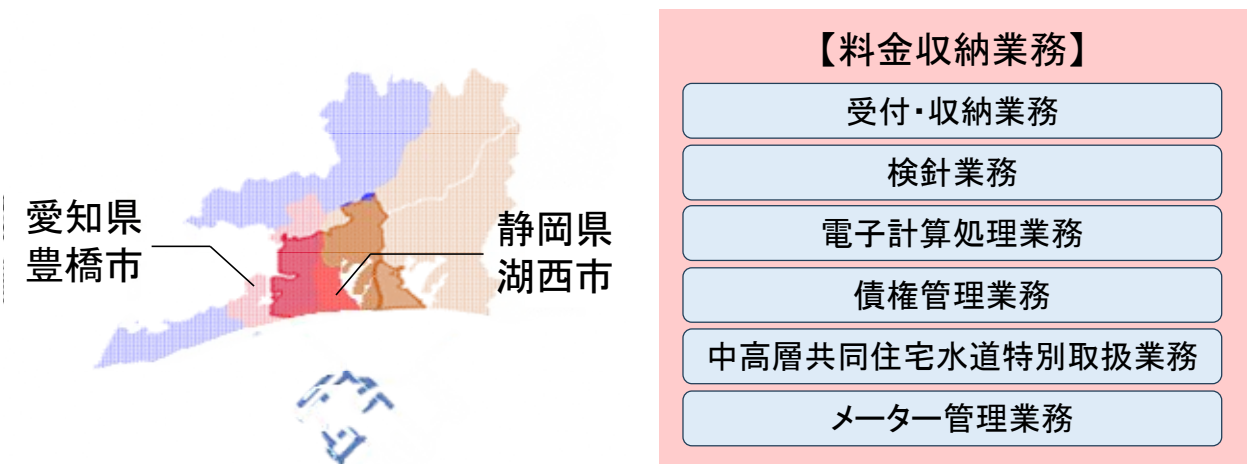 愛知県
豊橋市
静岡県
湖西市
【料金収納業務】
受付・収納業務
検針業務
電子計算処理業務
債権管理業務
中高層共同住宅水道特別取扱業務
メーター管理業務